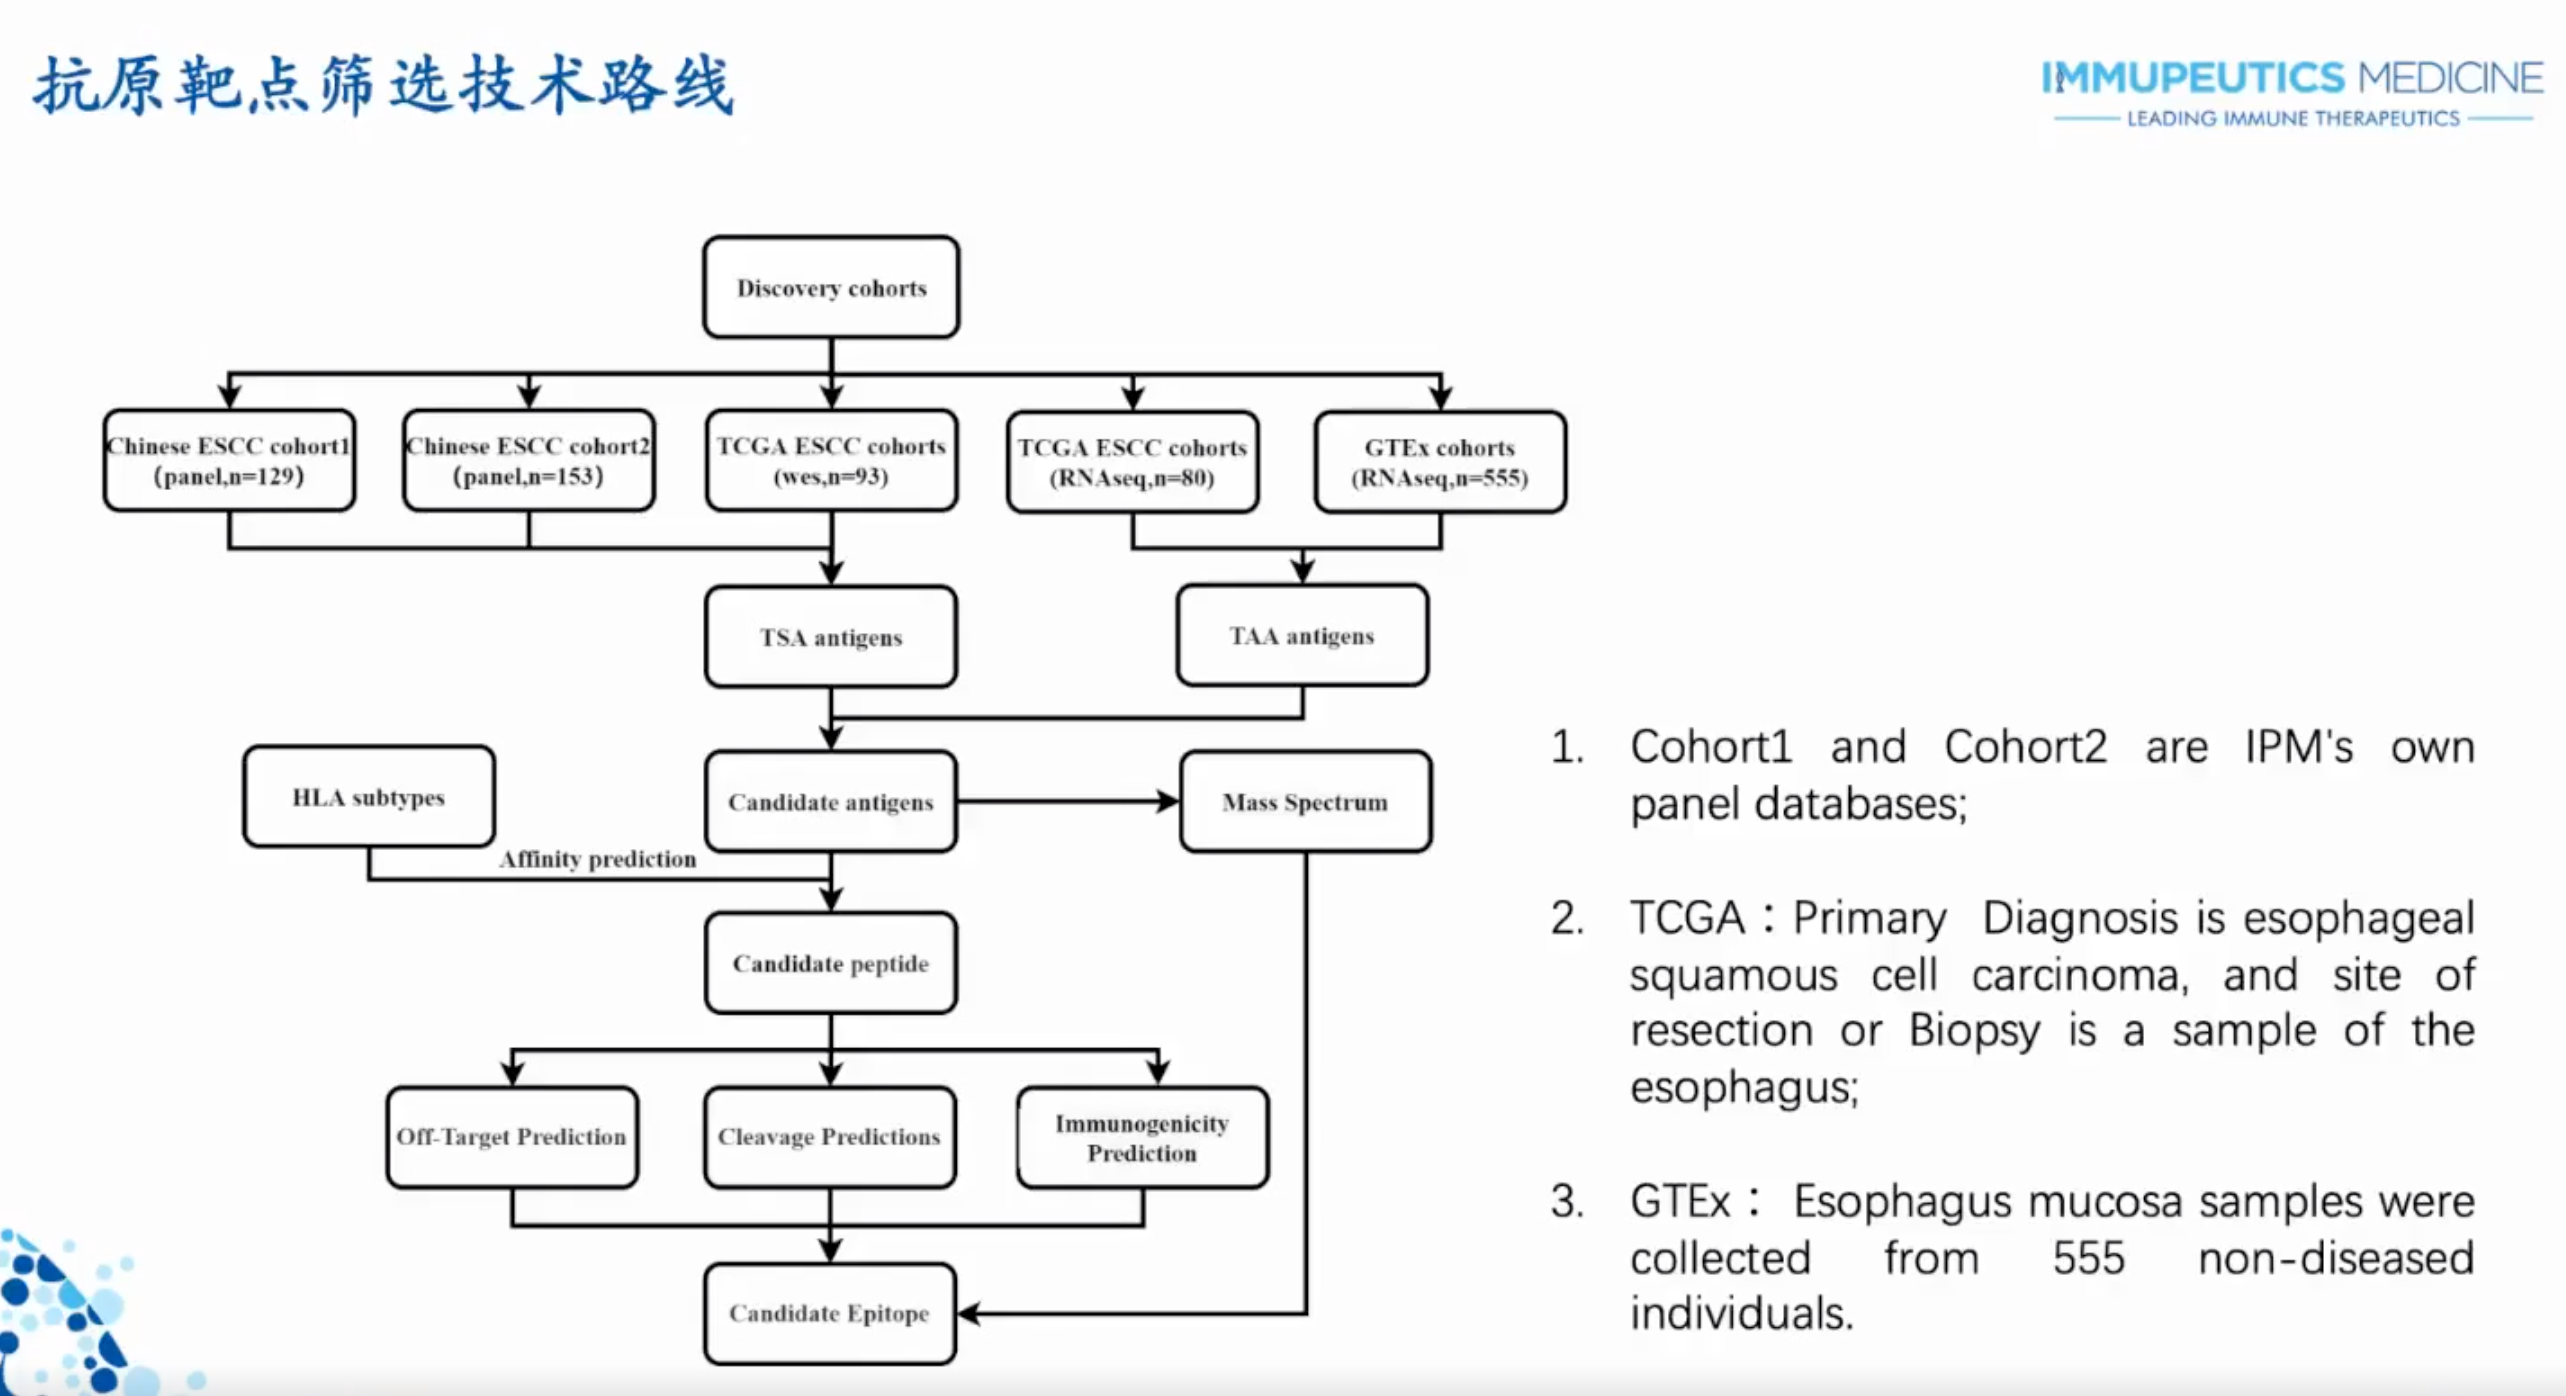 抗原靶点筛选技术路线
IMMUPEUTICS MEDICINE
LEADING IMMUNE THERAPEUTICS
Discovery cohorts
Chinese ESCC cohort1
(panel,n=129)
Chinese ESCC cohort2
(panel,n=153)
TCGA ESCC cohorts
(wes,n=93)
TCGA ESCC cohorts
(RNAseq,n=80)
GTEx cohorts
(RNAseq,n=555)
TSA antigens
TAA antigens
HLA subtypes
Candidate antigens
Mass Spectrum
Affinity prediction
Candidate peptide
Off-Target Prediction
Cleavage Predictions
Immunogenicity
Prediction
Candidate Epitope
1. Cohort1 and Cohort2 are IPM's own
panel databases;
2. TCGA：Primary Diagnosis is esophageal
squamous cell carcinoma, and site of
resection or Biopsy is a sample of the
esophagus;
3. GTEx： Esophagus mucosa samples were
collected from 555 non-diseased
individuals.